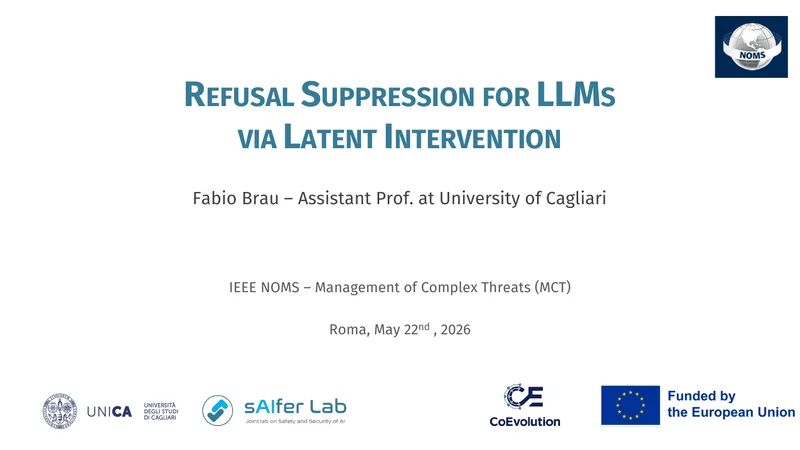 NOMS
REFUSAL SUPPRESSION FOR LLMS
VIA LATENT INTERVENTION
Fabio Brau – Assistant Prof. at University of Cagliari
IEEE NOMS – Management of Complex Threats (MCT)
Roma, May 22nd , 2026
UNICA
UNIVERSITÀ
DEGLI STUDI
DI CAGLIARI
sAIfer Lab
Joint lab on Safety and Security of AI
CE
CoEvolution
Funded by
the European Union